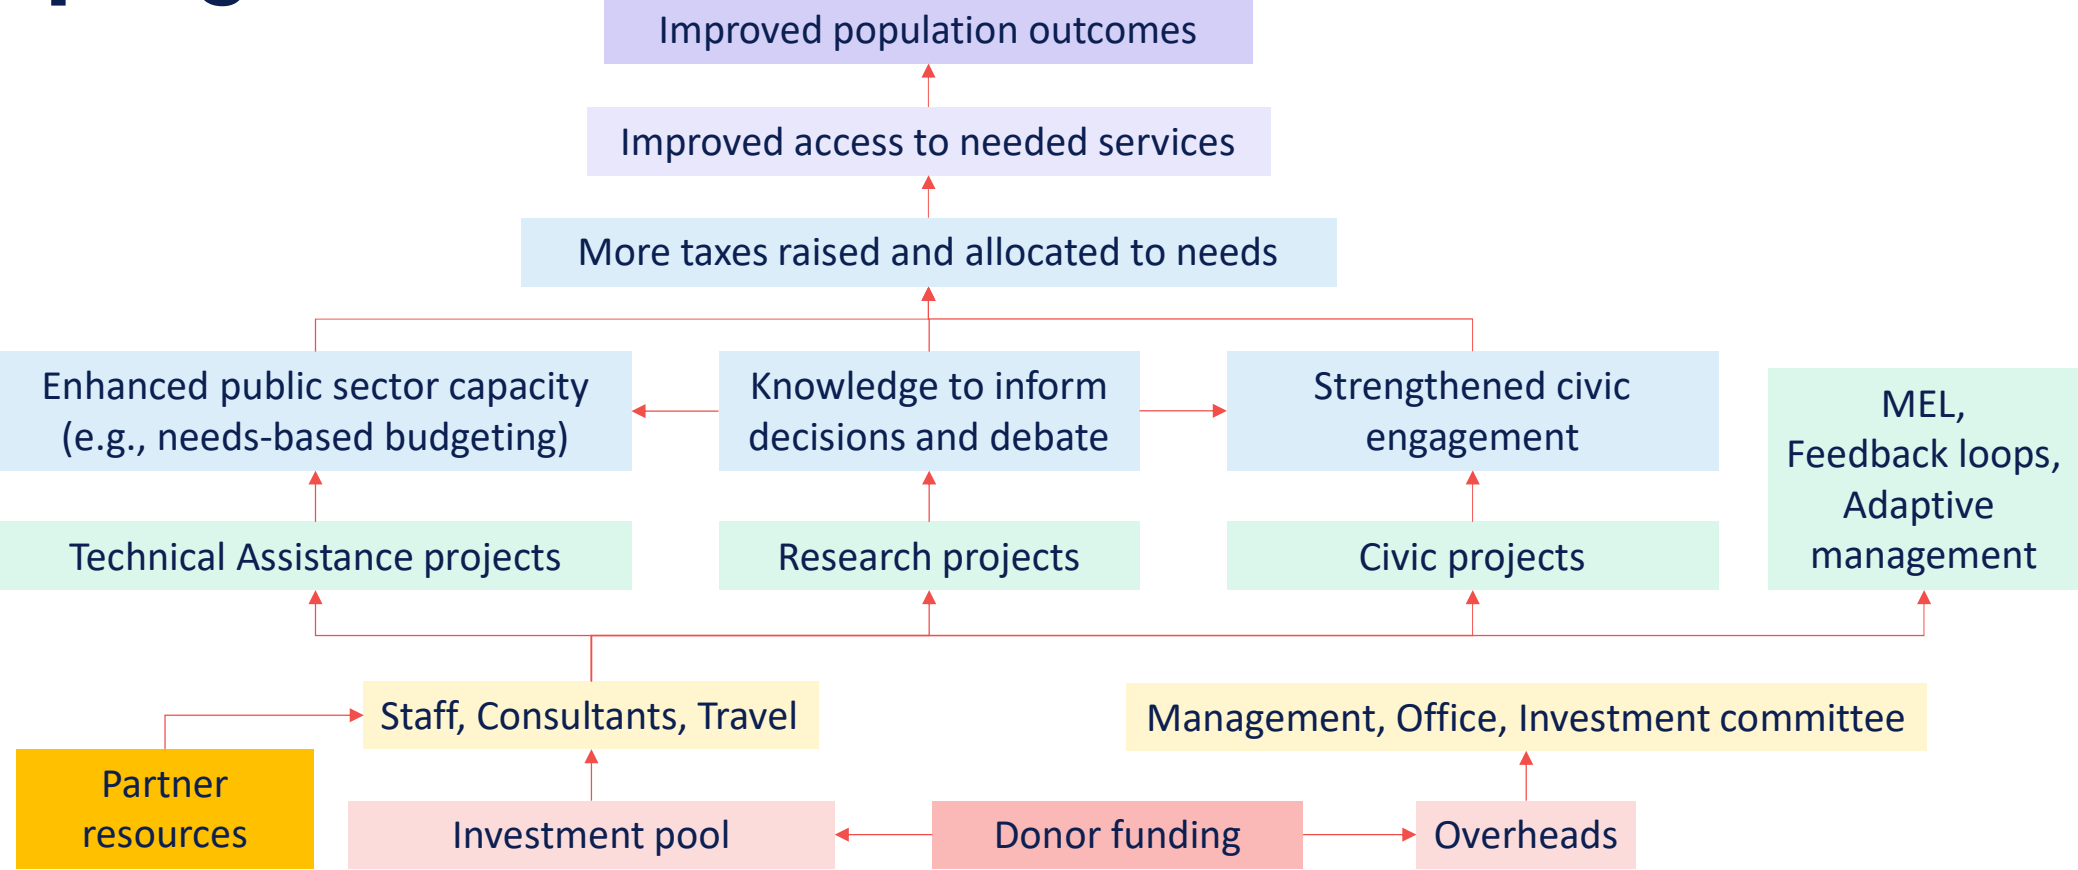 Improved population outcomes
Improved access to needed services
More taxes raised and allocated to needs
Enhanced public sector capacity
(e.g., needs-based budgeting)
Knowledge to inform
decisions and debate
Strengthened civic
engagement
MEL,
Feedback loops,
Adaptive
management
Technical Assistance projects
Research projects
Civic projects
Staff, Consultants, Travel
Management, Office, Investment committee
Partner
resources
Investment pool
Donor funding
Overheads